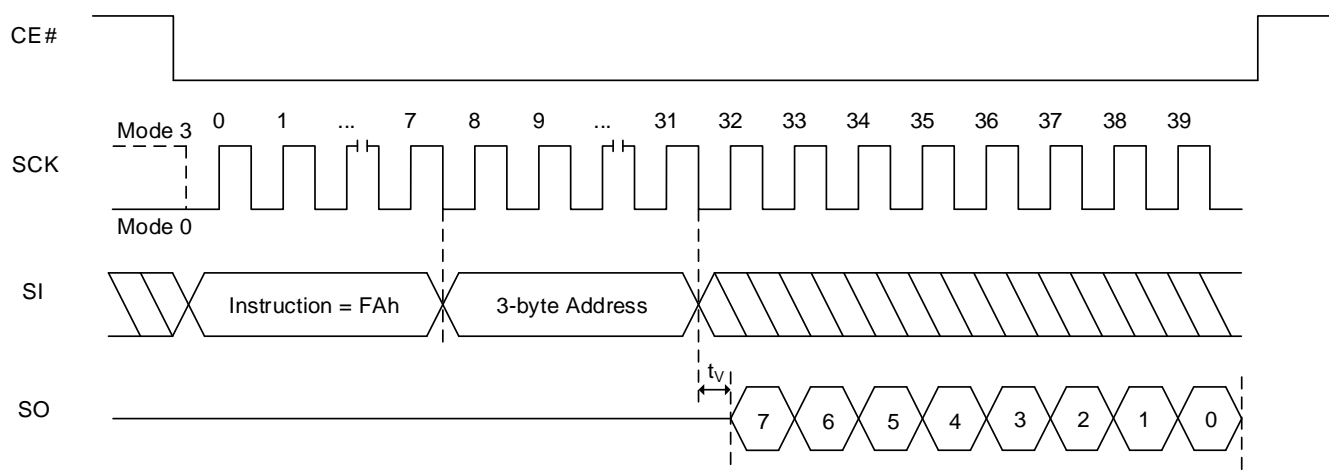 CE#
Mode 3
0 1 ... 7 8 9 ... 31 32 33 34 35 36 37 38 39
SCK
Mode 0
SI
Instruction = FAh
3-byte Address
tV
SO
7 6 5 4 3 2 1 0